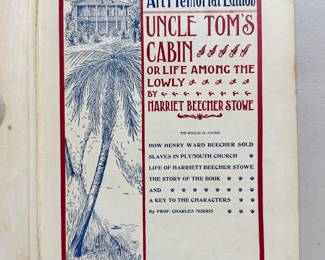 Art Memorial Edition
UNCLE TOM'S
CABIN
OR LIFE AMONG THE
LOWLY
BY
HARRIET BEECHER STOWE
TO WHICH IS ADDED
HOW HENRY WARD BEECHER SOLD
SLAVES IN PLYMOUTH CHURCH
LIFE OF HARRIETT BEECHER STOWE
THE STORY OF THE BOOK
AND
A KEY TO THE CHARACTERS
By PROF. CHARLES MORRIS